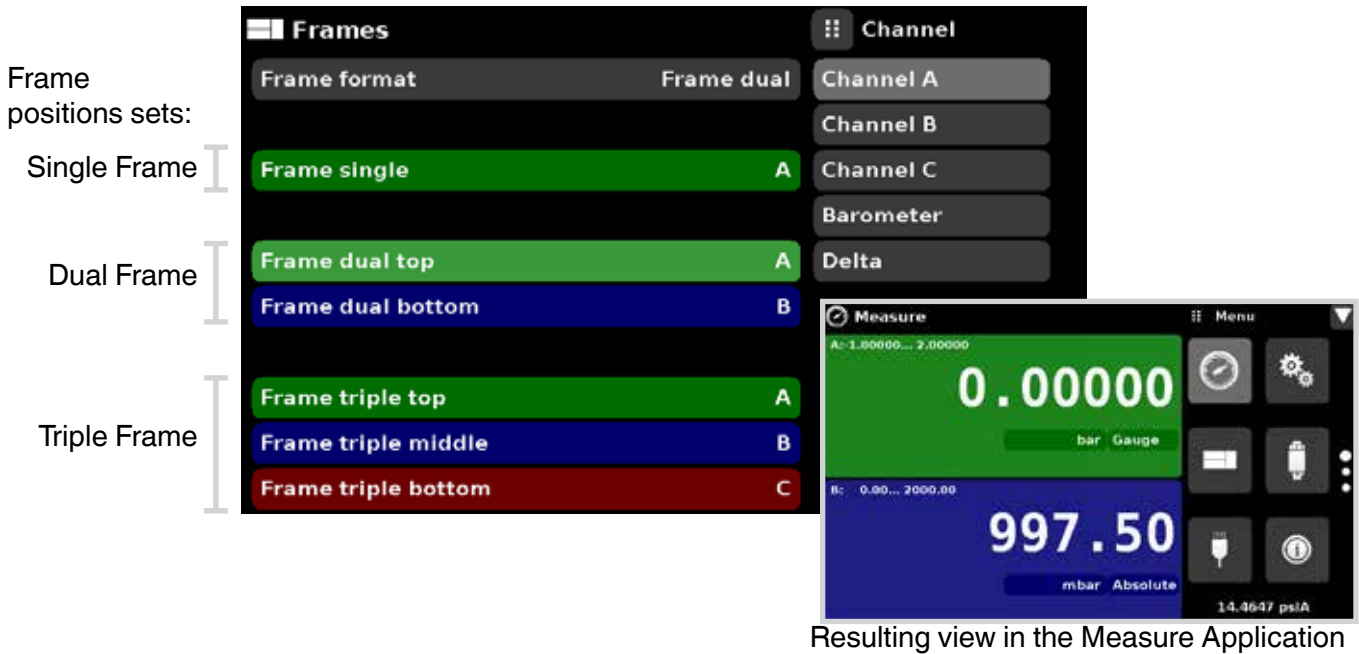 Frames
Channel
Frame
positions sets:
Frame format Frame dual
Channel A
Channel B
Single Frame
Frame single A
Channel C
Barometer
Dual Frame
Frame dual top A
Delta
Frame dual bottom B
Triple Frame
Frame triple top A
Frame triple middle B
Frame triple bottom C
Measure
Menu
A:-1.00000... 2.00000
0.00000
bar Gauge
B: 0.00... 2000.00
997.50
mbar Absolute
14.4647 psiA
Resulting view in the Measure Application